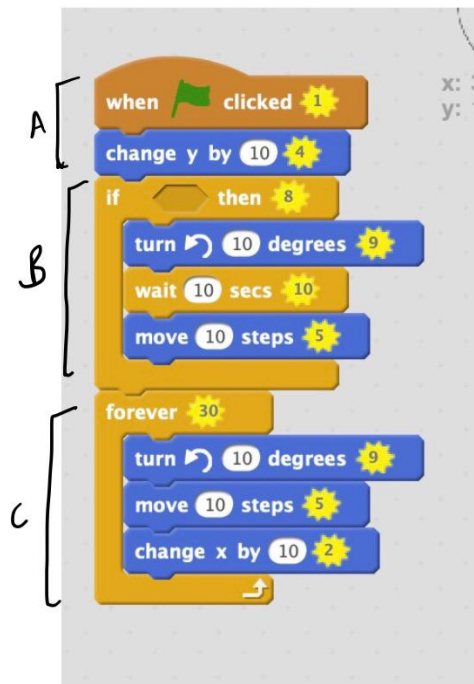 x: 3
y:
A
when clicked 1
change y by 10 4
B
if then 8
turn 10 degrees 9
wait 10 secs 10
move 10 steps 5
C
forever 30
turn 10 degrees 9
move 10 steps 5
change x by 10 2